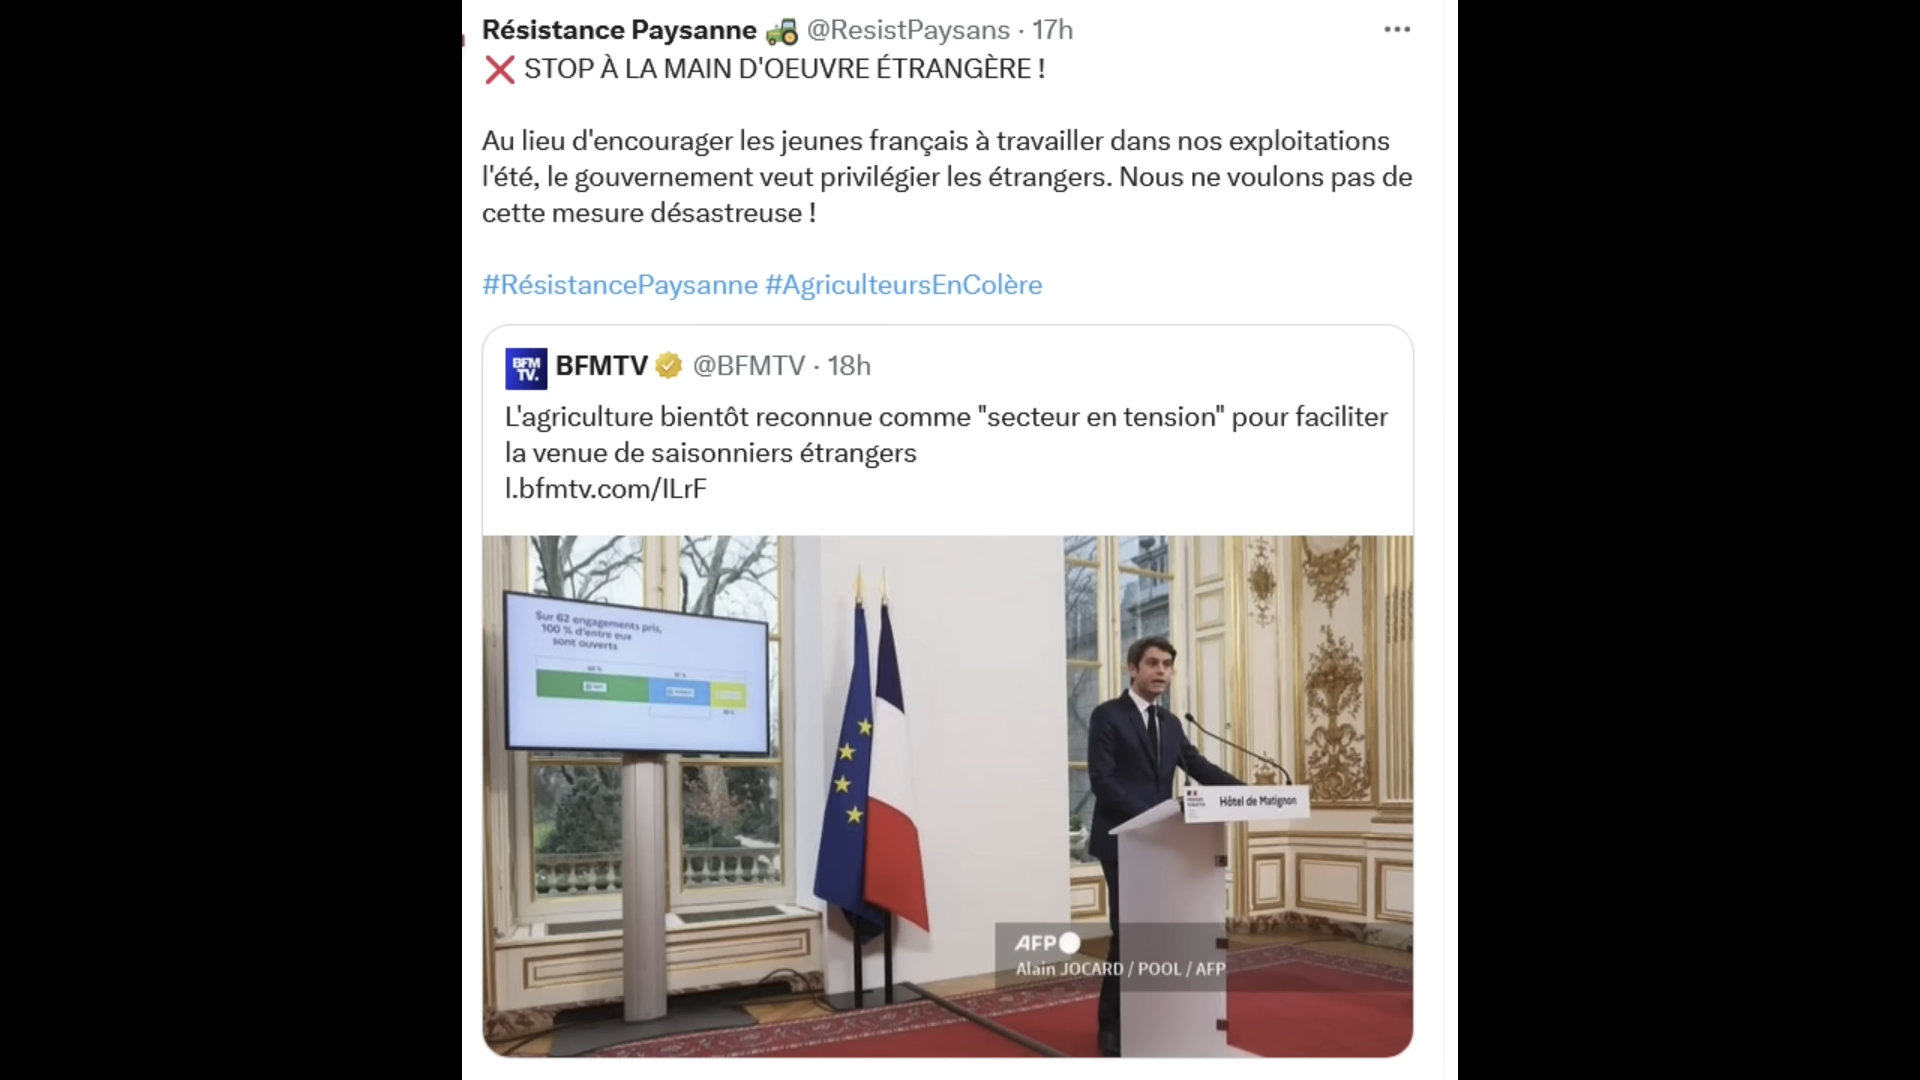 Résistance Paysanne @ResistPaysans · 17h
STOP À LA MAIN D'OEUVRE ÉTRANGÈRE !
Au lieu d'encourager les jeunes français à travailler dans nos exploitations
l'été, le gouvernement veut privilégier les étrangers. Nous ne voulons pas de
cette mesure désastreuse !
#RésistancePaysanne #AgriculteursEnColère
BFM
TV.
BFMTV @BFMTV · 18h
L'agriculture bientôt reconnue comme "secteur en tension" pour faciliter
la venue de saisonniers étrangers
l.bfmtv.com/ILrF
Sur 62 engagements pris,
100 % d'entre eux
sont ouverts
Hôtel de Matignon
AFP
Alain JOCARD / POOL / AFP